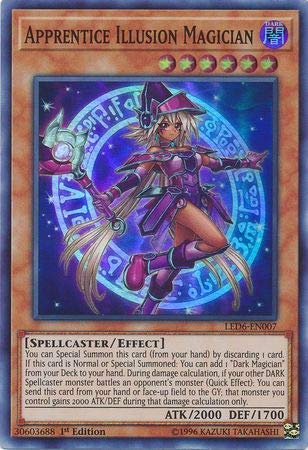 APPRENTICE ILLUSION MAGICIAN
DARK
闇
LED6-EN007
[SPELLCASTER/EFFECT]
You can Special Summon this card (from your hand) by discarding 1 card.
If this card is Normal or Special Summoned: You can add 1 "Dark Magician"
from your Deck to your hand. During damage calculation, if your other DARK
Spellcaster monster battles an opponent's monster (Quick Effect): You can
send this card from your hand or face-up field to the GY; that monster you
control gains 2000 ATK/DEF during that damage calculation only.
ATK/2000 DEF/1700
30603688 1st Edition ©1996 KAZUKI TAKAHASHI